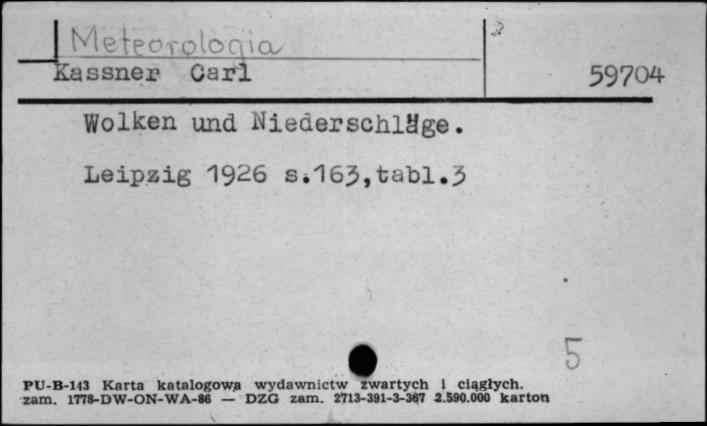 Meteorologia
Kassner Carl 59704
Wolken und Niederschläge.
Leipzig 1926 s.163,tabl.3
5
PU-B-143 Karta katalogowa wydawnictw zwartych i ciągłych.
zam. 1778-DW-ON-WA-86 — DZG zam. 2713-391-3-367 2.590.000 karton